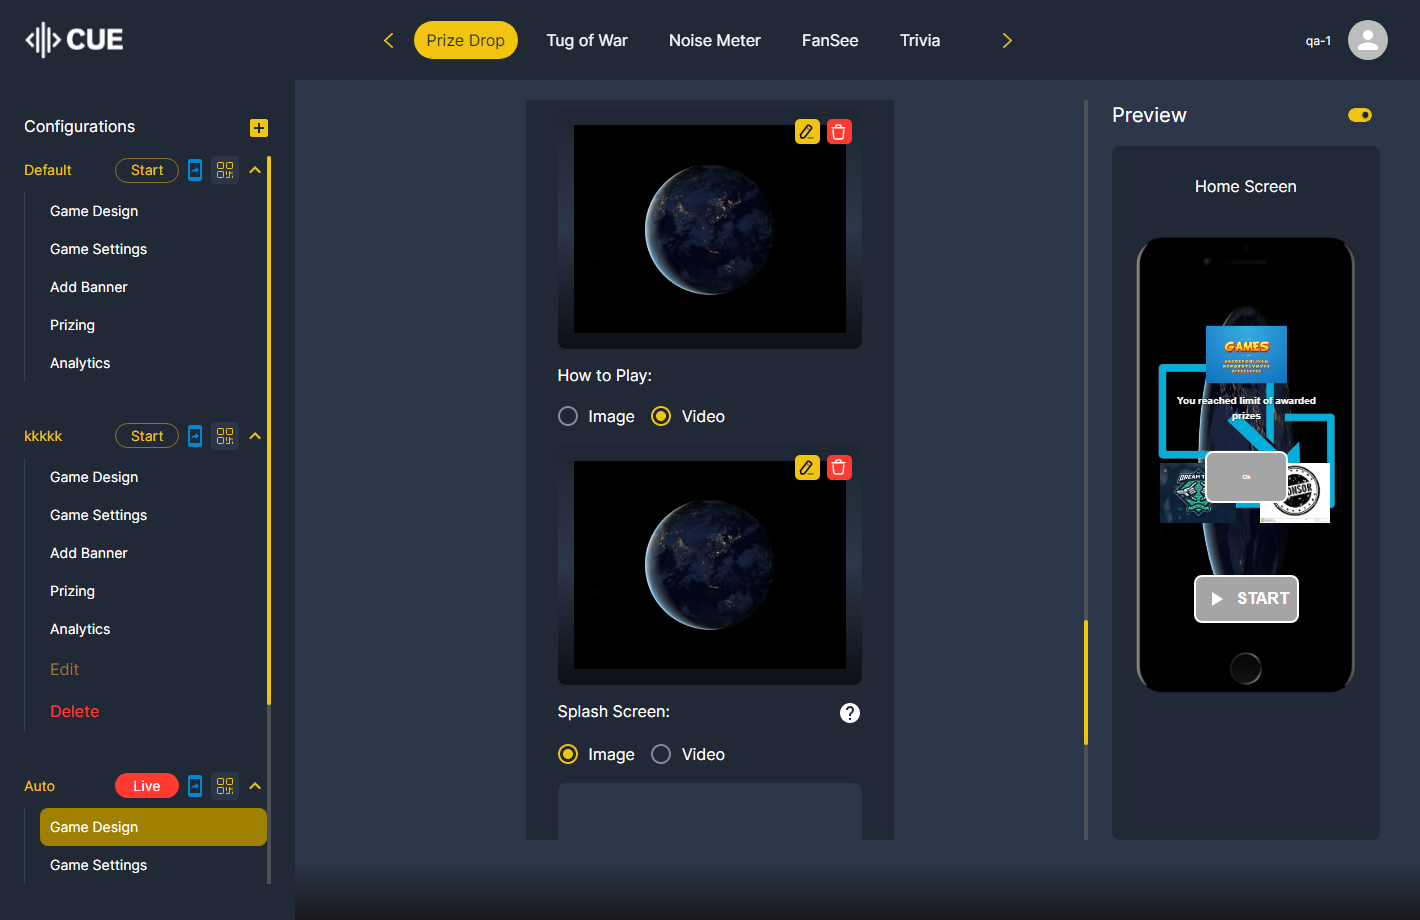 CUE
Prize Drop
Tug of War
Noise Meter
FanSee
Trivia
qa-1
Configurations
Default
Start
Game Design
Game Settings
Add Banner
Prizing
Analytics
kkkkk
Start
Game Design
Game Settings
Add Banner
Prizing
Analytics
Edit
Delete
Auto
Live
Game Design
Game Settings
How to Play:
Image
Video
Splash Screen:
Image
Video
Preview
Home Screen
GAMES
You reached limit of awarded
prizes
DREAM
Ok
START